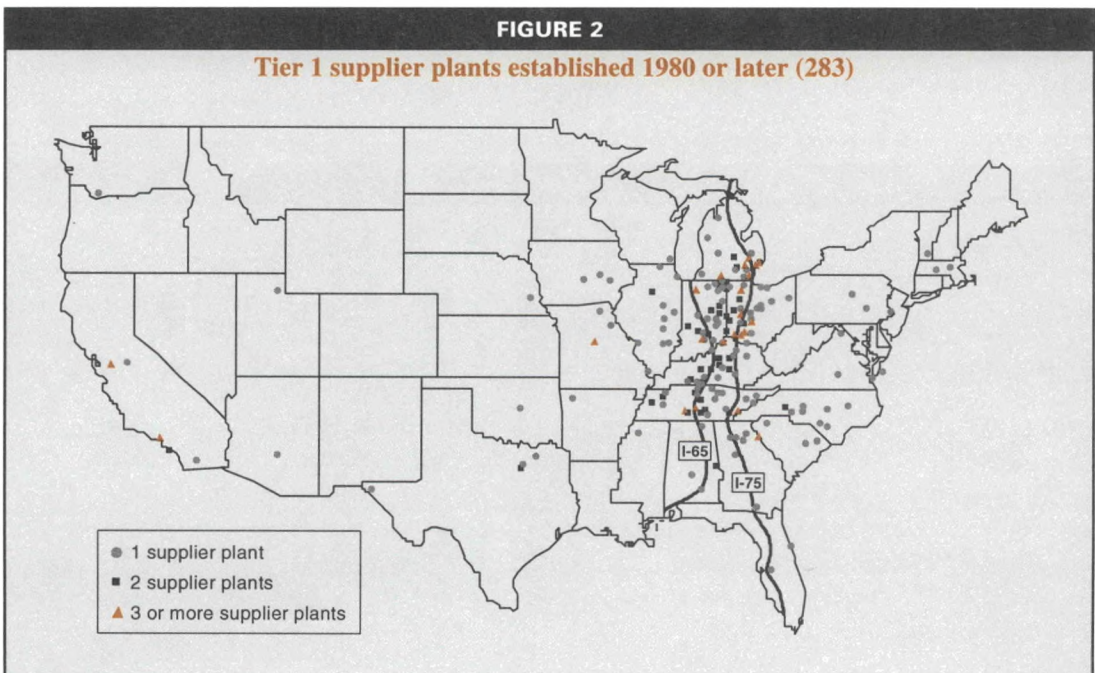 FIGURE 2
Tier 1 supplier plants established 1980 or later (283)
I-65
I-75
1 supplier plant
2 supplier plants
3 or more supplier plants